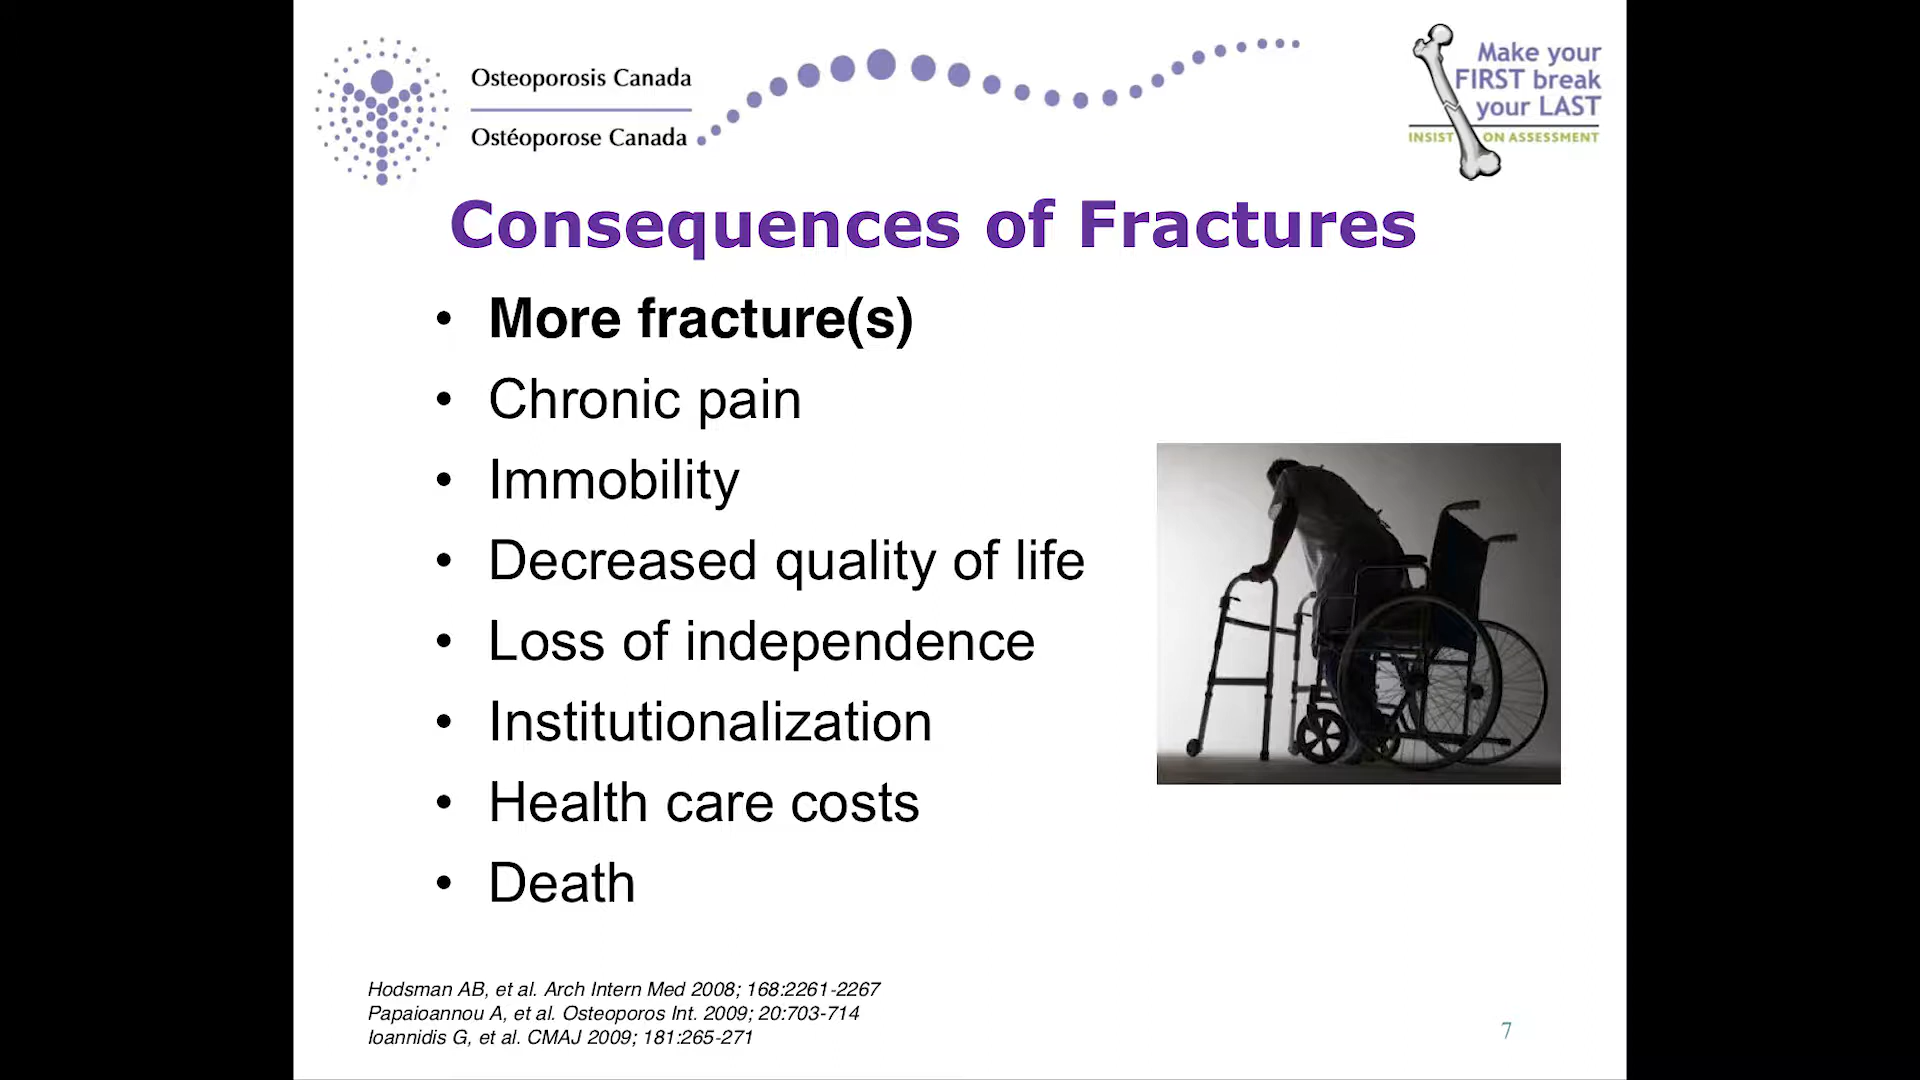 Osteoporosis Canada
Ostéoporose Canada
Make your
FIRST break
your LAST
INSIST ON ASSESSMENT
Consequences of Fractures
• More fracture(s)
• Chronic pain
• Immobility
• Decreased quality of life
• Loss of independence
• Institutionalization
• Health care costs
• Death
Hodsman AB, et al. Arch Intern Med 2008; 168:2261-2267
Papaioannou A, et al. Osteoporos Int. 2009; 20:703-714
Ioannidis G, et al. CMAJ 2009; 181:265-271
7